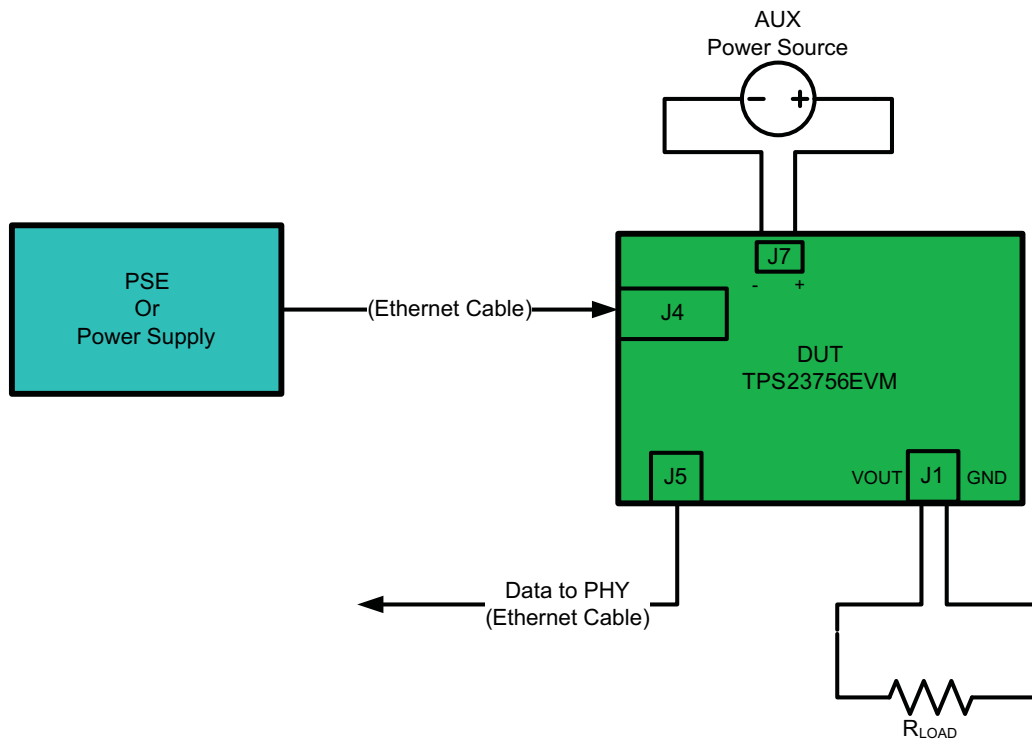 AUX
Power Source
− +
PSE
Or
Power Supply
(Ethernet Cable)
J7
- +
J4
DUT
TPS23756EVM
J5
VOUT J1 GND
Data to PHY
(Ethernet Cable)
RLOAD